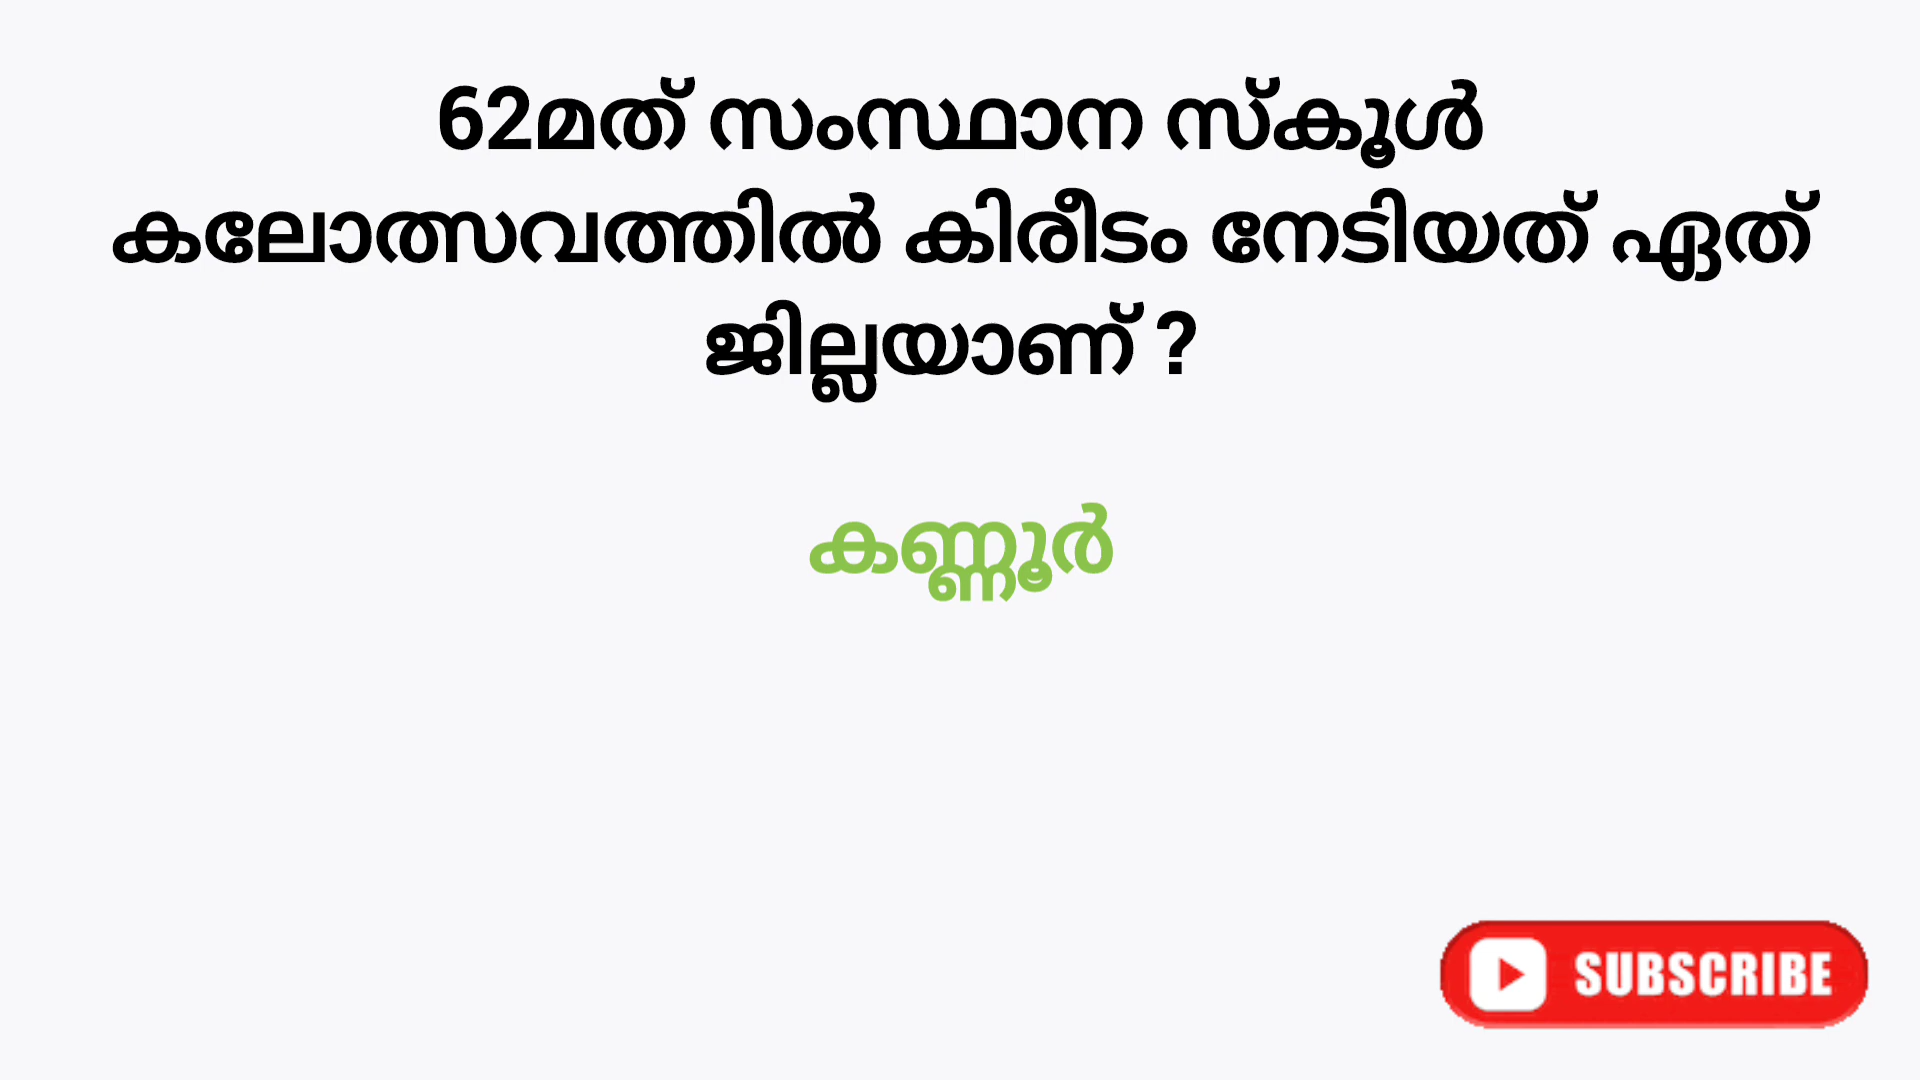 62മത് സംസ്ഥാന സ്കൂൾ
കലോത്സവത്തിൽ കിരീടം നേടിയത് ഏത്
ജില്ലയാണ് ?
കണ്ണൂർ
SUBSCRIBE